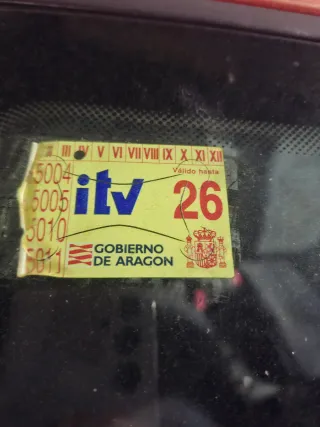 II III IV V VI VII VIII IX X XI XII
Válido hasta
5004
5005
itv
26
5010
5011
GOBIERNO
DE ARAGON